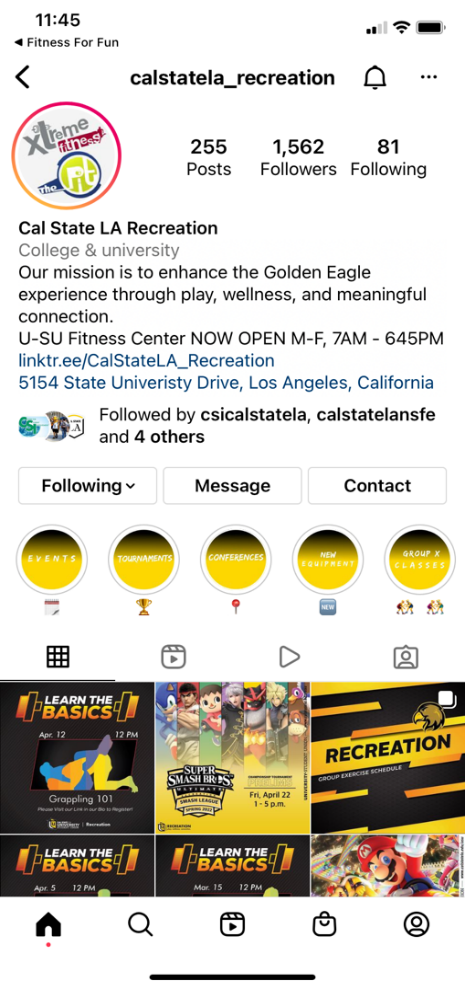 11:45
◄ Fitness For Fun
calstatela_recreation
xtreme
fitness
The Pit
255
Posts
1,562
Followers
81
Following
Cal State LA Recreation
College & university
Our mission is to enhance the Golden Eagle
experience through play, wellness, and meaningful
connection.
U-SU Fitness Center NOW OPEN M-F, 7AM - 645PM
linktr.ee/CalStateLA_Recreation
5154 State Univeristy Drive, Los Angeles, California
Followed by csicalstatela, calstatelansfe
and 4 others
Following
Message
Contact
EVENTS
TOURNAMENTS
CONFERENCES
NEW
EQUIPMENT
GROUP X
CLASSES
NEW
LEARN THE
BASICS
Apr. 12 12 PM
Grappling 101
Please Visit our Link in our Bio to Register!
Recreation
SUPER
SMASH BROS.
ULTIMATE
SMASH LEAGUE
SPRING 2022
CHAMPIONSHIP TOURNAMENT
Fri, April 22
1 - 5 p.m.
RECREATION
RECREATION
GROUP EXERCISE SCHEDULE
LEARN THE
BASICS
Apr. 5 12 PM
LEARN THE
BASICS
Mar. 15 12 PM